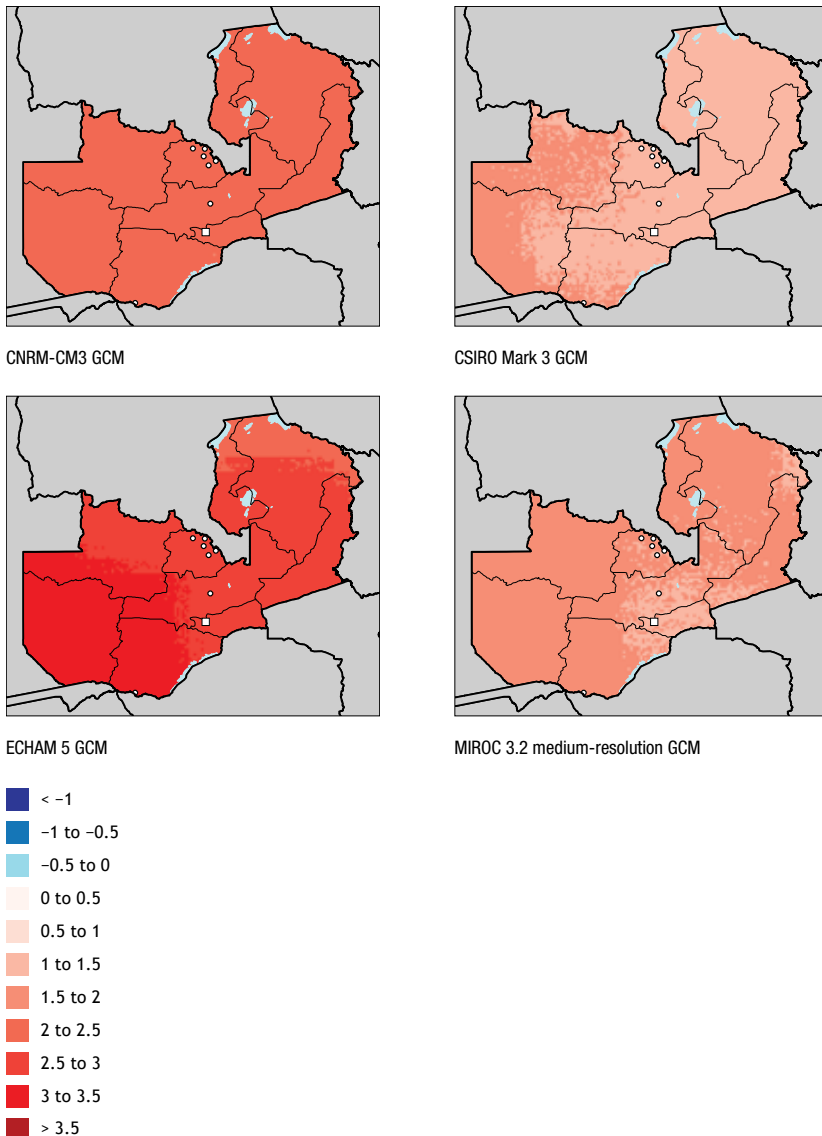 CNRM-CM3 GCM
CSIRO Mark 3 GCM
ECHAM 5 GCM
MIROC 3.2 medium-resolution GCM
< −1
−1 to −0.5
−0.5 to 0
0 to 0.5
0.5 to 1
1 to 1.5
1.5 to 2
2 to 2.5
2.5 to 3
3 to 3.5
> 3.5